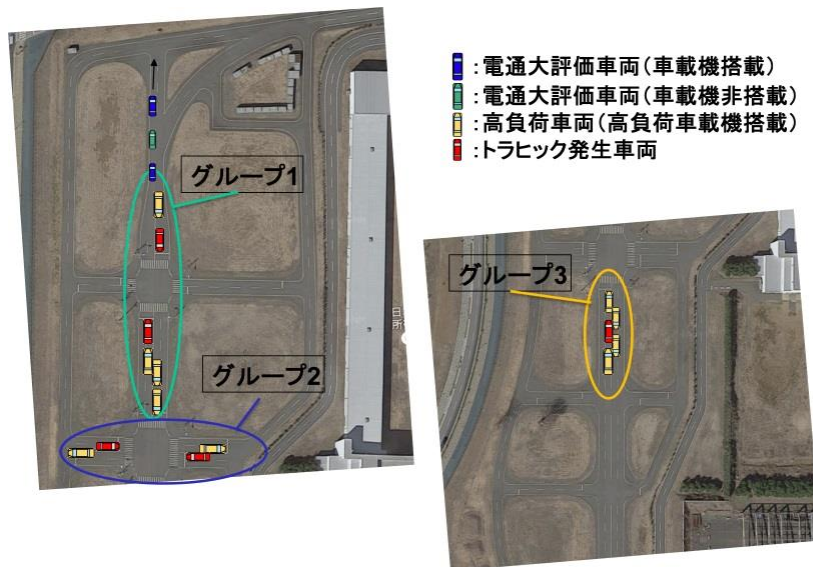 ：電通大評価車両（車載機搭載）
：電通大評価車両（車載機非搭載）
：高負荷車両（高負荷車載機搭載）
：トラヒック発生車両
グループ1
グループ2
グループ3